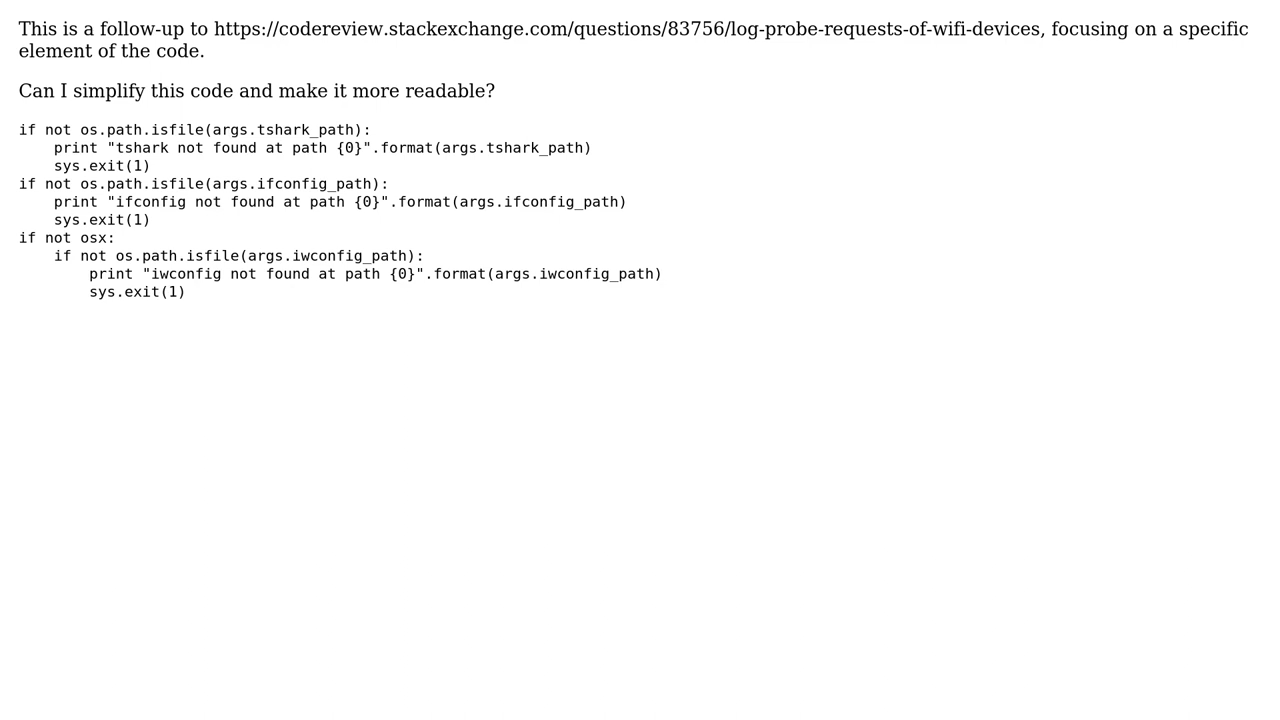 This is a follow-up to https://codereview.stackexchange.com/questions/83756/log-probe-requests-of-wifi-devices, focusing on a specific
element of the code.
Can I simplify this code and make it more readable?
if not os.path.isfile(args.tshark_path):
    print "tshark not found at path {0}".format(args.tshark_path)
    sys.exit(1)
if not os.path.isfile(args.ifconfig_path):
    print "ifconfig not found at path {0}".format(args.ifconfig_path)
    sys.exit(1)
if not osx:
    if not os.path.isfile(args.iwconfig_path):
        print "iwconfig not found at path {0}".format(args.iwconfig_path)
        sys.exit(1)